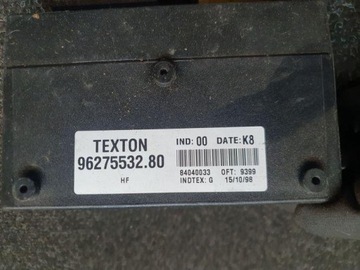 TEXTON IND: 00 DATE: K8
96275532.80
84040033 OFT: 9399
HF INDTEX: G 15/10/98